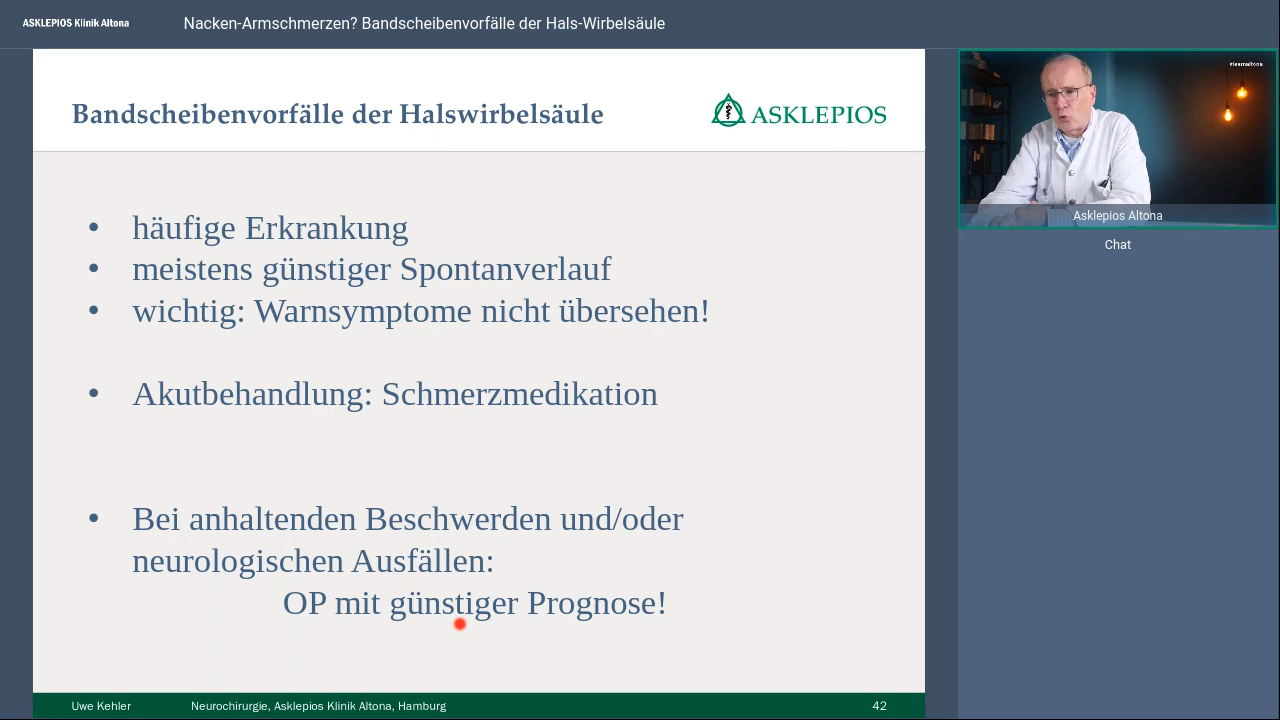 ASKLEPIOS Klinik Altona
Nacken-Armschmerzen? Bandscheibenvorfälle der Hals-Wirbelsäule
Bandscheibenvorfälle der Halswirbelsäule
ASKLEPIOS
• häufige Erkrankung
• meistens günstiger Spontanverlauf
• wichtig: Warnsymptome nicht übersehen!
• Akutbehandlung: Schmerzmedikation
• Bei anhaltenden Beschwerden und/oder
neurologischen Ausfällen:
OP mit günstiger Prognose!
Uwe Kehler
Neurochirurgie, Asklepios Klinik Altona, Hamburg
42
#teamaltona
Asklepios Altona
Chat